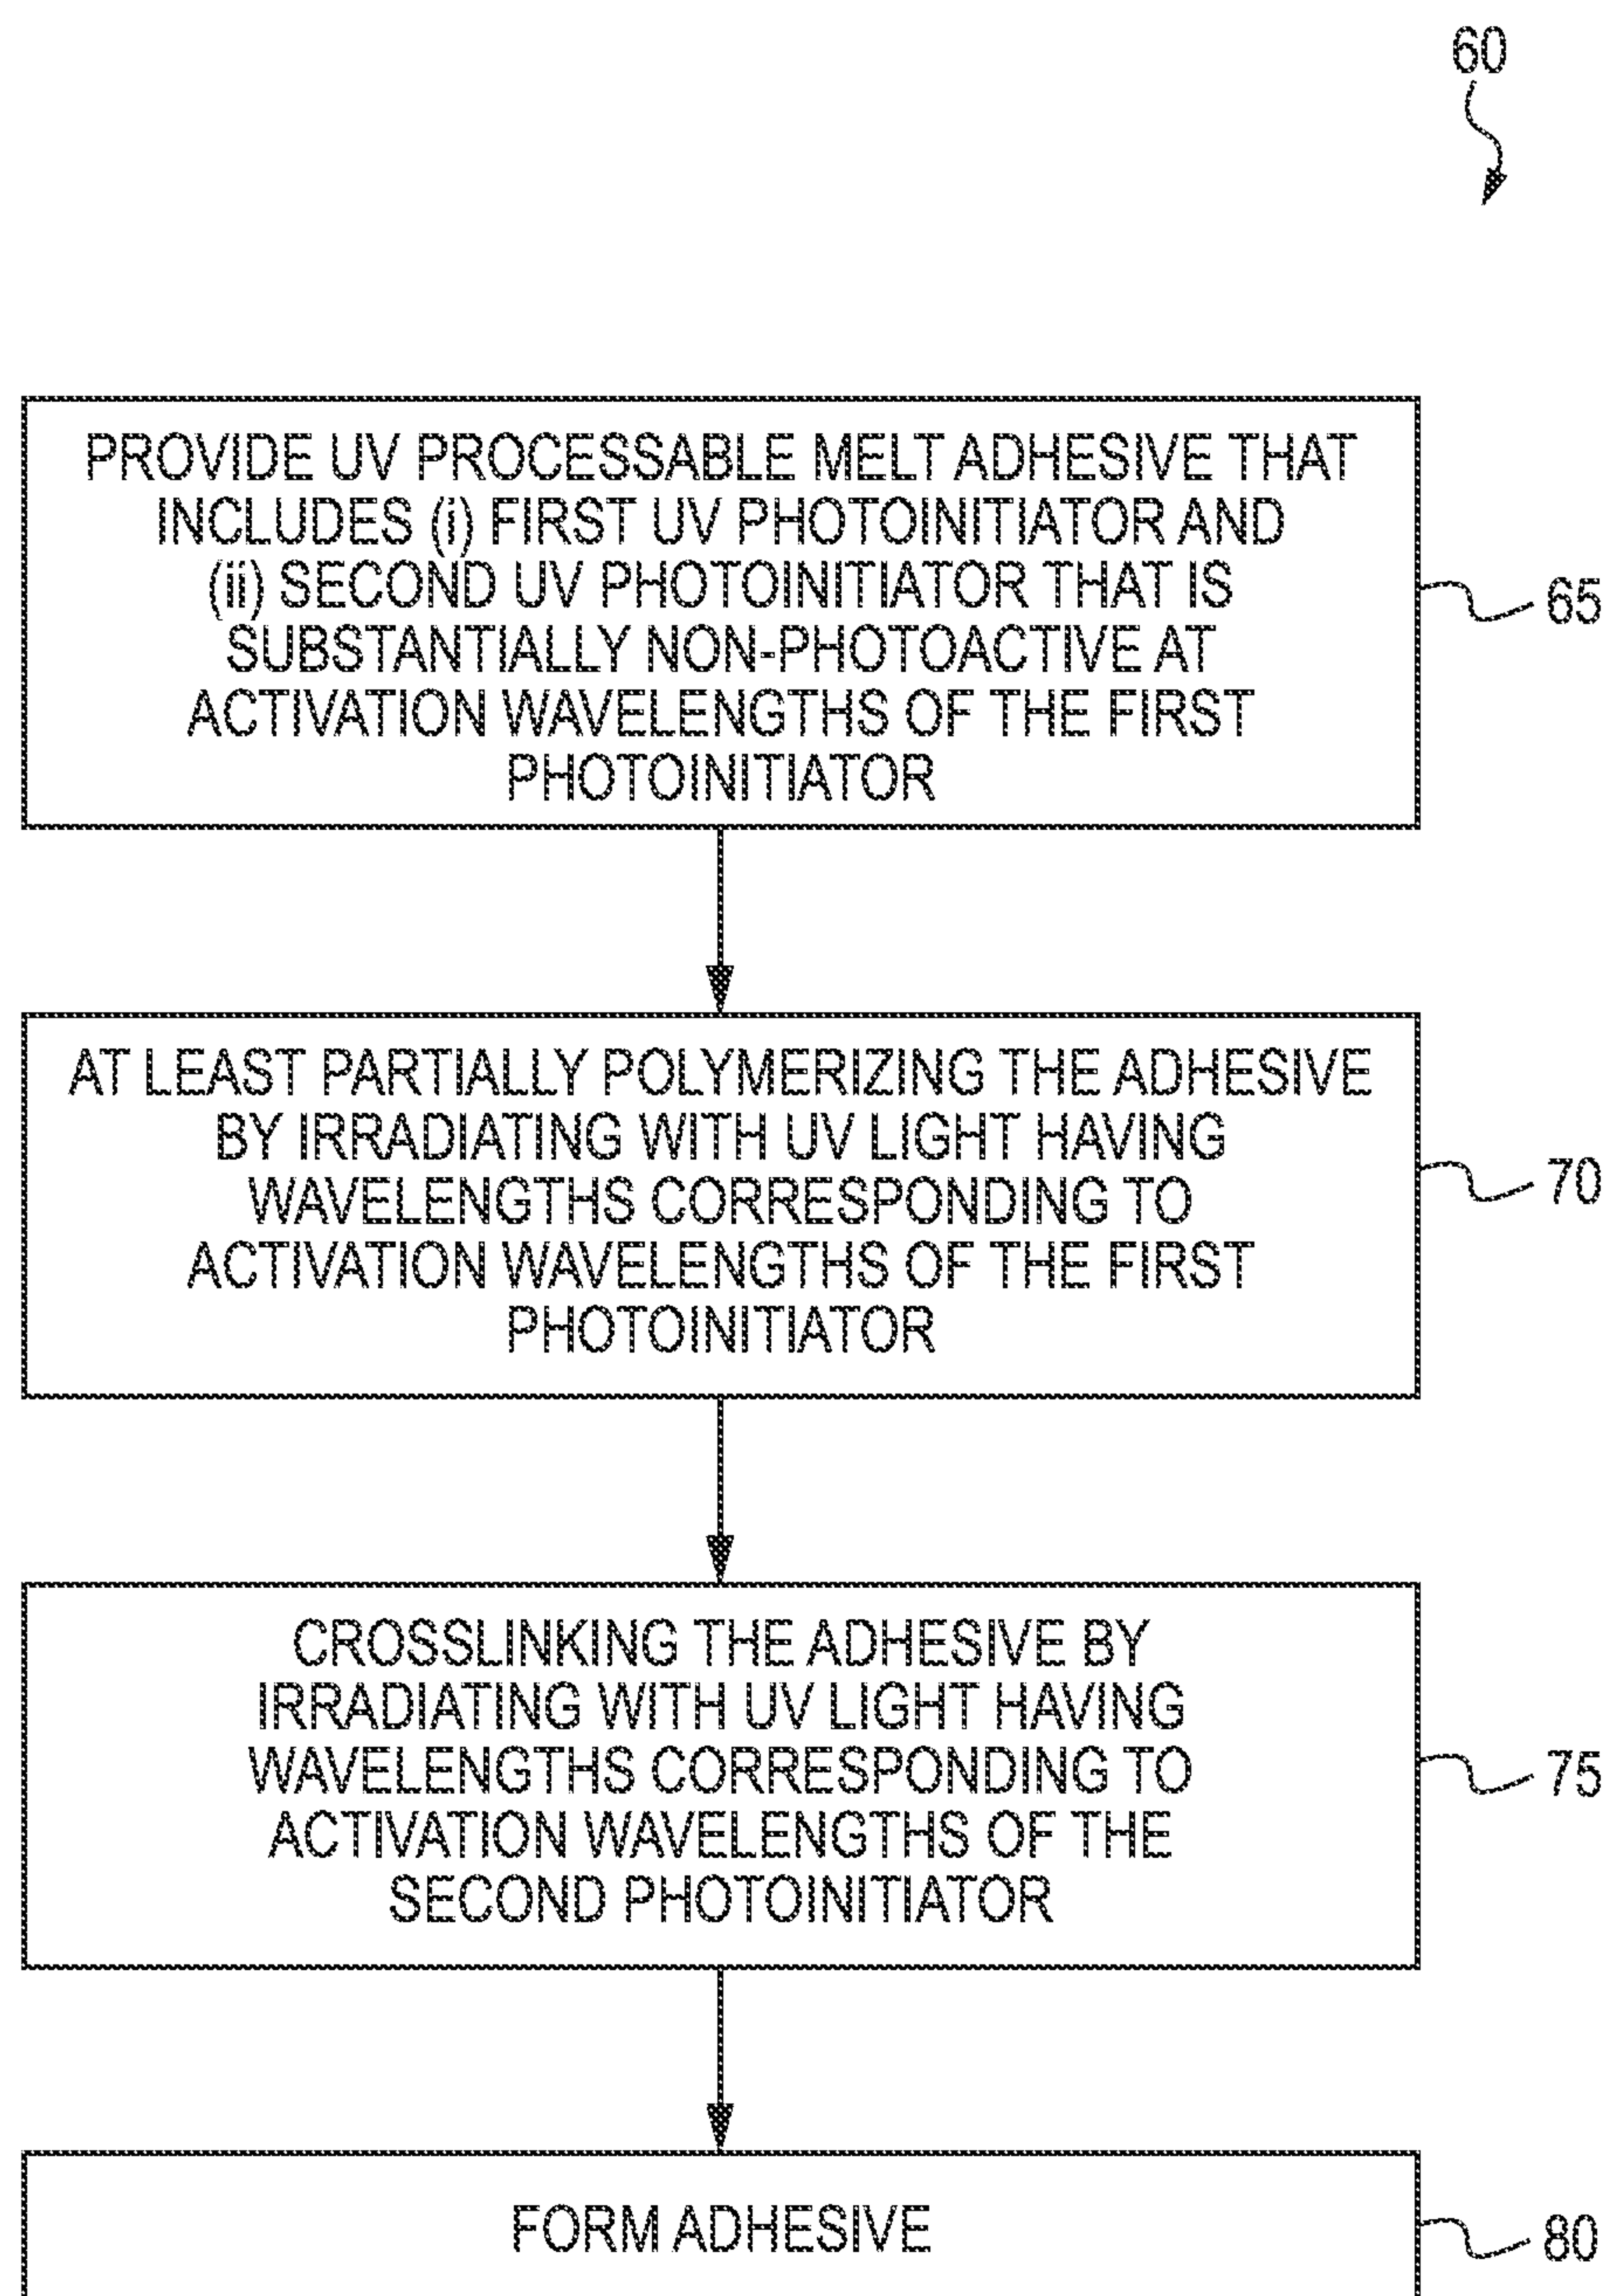 60
PROVIDE UV PROCESSABLE MELT ADHESIVE THAT
INCLUDES (i) FIRST UV PHOTOINITIATOR AND
(ii) SECOND UV PHOTOINITIATOR THAT IS
SUBSTANTIALLY NON-PHOTOACTIVE AT
ACTIVATION WAVELENGTHS OF THE FIRST
PHOTOINITIATOR
65
AT LEAST PARTIALLY POLYMERIZING THE ADHESIVE
BY IRRADIATING WITH UV LIGHT HAVING
WAVELENGTHS CORRESPONDING TO
ACTIVATION WAVELENGTHS OF THE FIRST
PHOTOINITIATOR
70
CROSSLINKING THE ADHESIVE BY
IRRADIATING WITH UV LIGHT HAVING
WAVELENGTHS CORRESPONDING TO
ACTIVATION WAVELENGTHS OF THE
SECOND PHOTOINITIATOR
75
FORM ADHESIVE
80